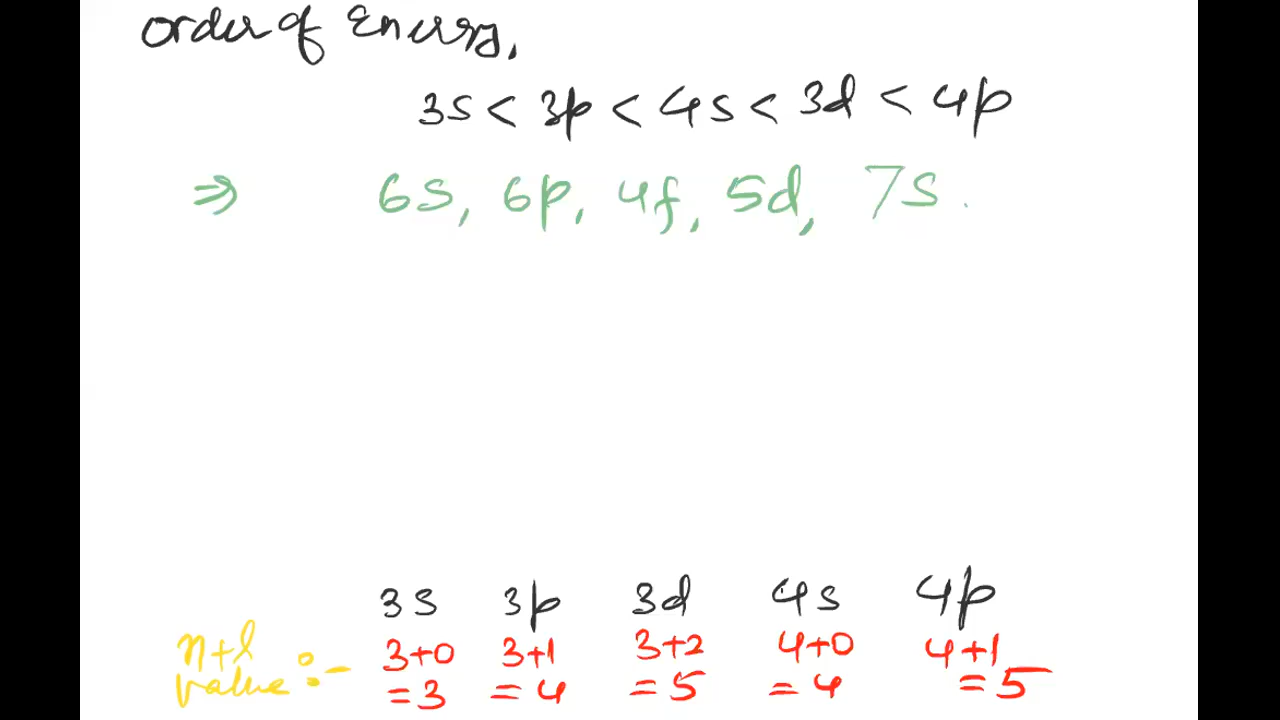 order of Energy,
3s < 3p < 4s < 3d < 4p
⇒ 6s, 6p, 4f, 5d, 7s.
3s 3p 3d 4s 4p
n+l value :- 3+0 3+1 3+2 4+0 4+1
=3 =4 =5 =4 =5